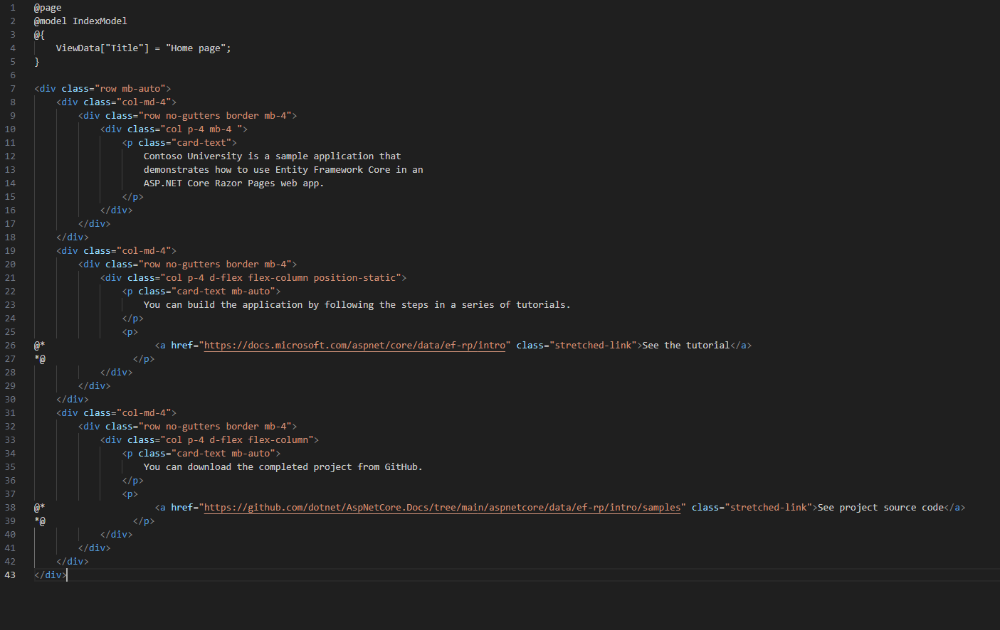 1 @page
2 @model IndexModel
3 @{
4     ViewData["Title"] = "Home page";
5 }
6
7 <div class="row mb-auto">
8     <div class="col-md-4">
9         <div class="row no-gutters border mb-4">
10             <div class="col p-4 mb-4 ">
11                 <p class="card-text">
12                     Contoso University is a sample application that
13                     demonstrates how to use Entity Framework Core in an
14                     ASP.NET Core Razor Pages web app.
15                 </p>
16             </div>
17         </div>
18     </div>
19     <div class="col-md-4">
20         <div class="row no-gutters border mb-4">
21             <div class="col p-4 d-flex flex-column position-static">
22                 <p class="card-text mb-auto">
23                     You can build the application by following the steps in a series of tutorials.
24                 </p>
25                 <p>
26 @*                    <a href="https://docs.microsoft.com/aspnet/core/data/ef-rp/intro" class="stretched-link">See the tutorial</a>
27 *@                </p>
28             </div>
29         </div>
30     </div>
31     <div class="col-md-4">
32         <div class="row no-gutters border mb-4">
33             <div class="col p-4 d-flex flex-column">
34                 <p class="card-text mb-auto">
35                     You can download the completed project from GitHub.
36                 </p>
37                 <p>
38 @*                    <a href="https://github.com/dotnet/AspNetCore.Docs/tree/main/aspnetcore/data/ef-rp/intro/samples" class="stretched-link">See project source code</a>
39 *@                </p>
40             </div>
41         </div>
42     </div>
43 </div>